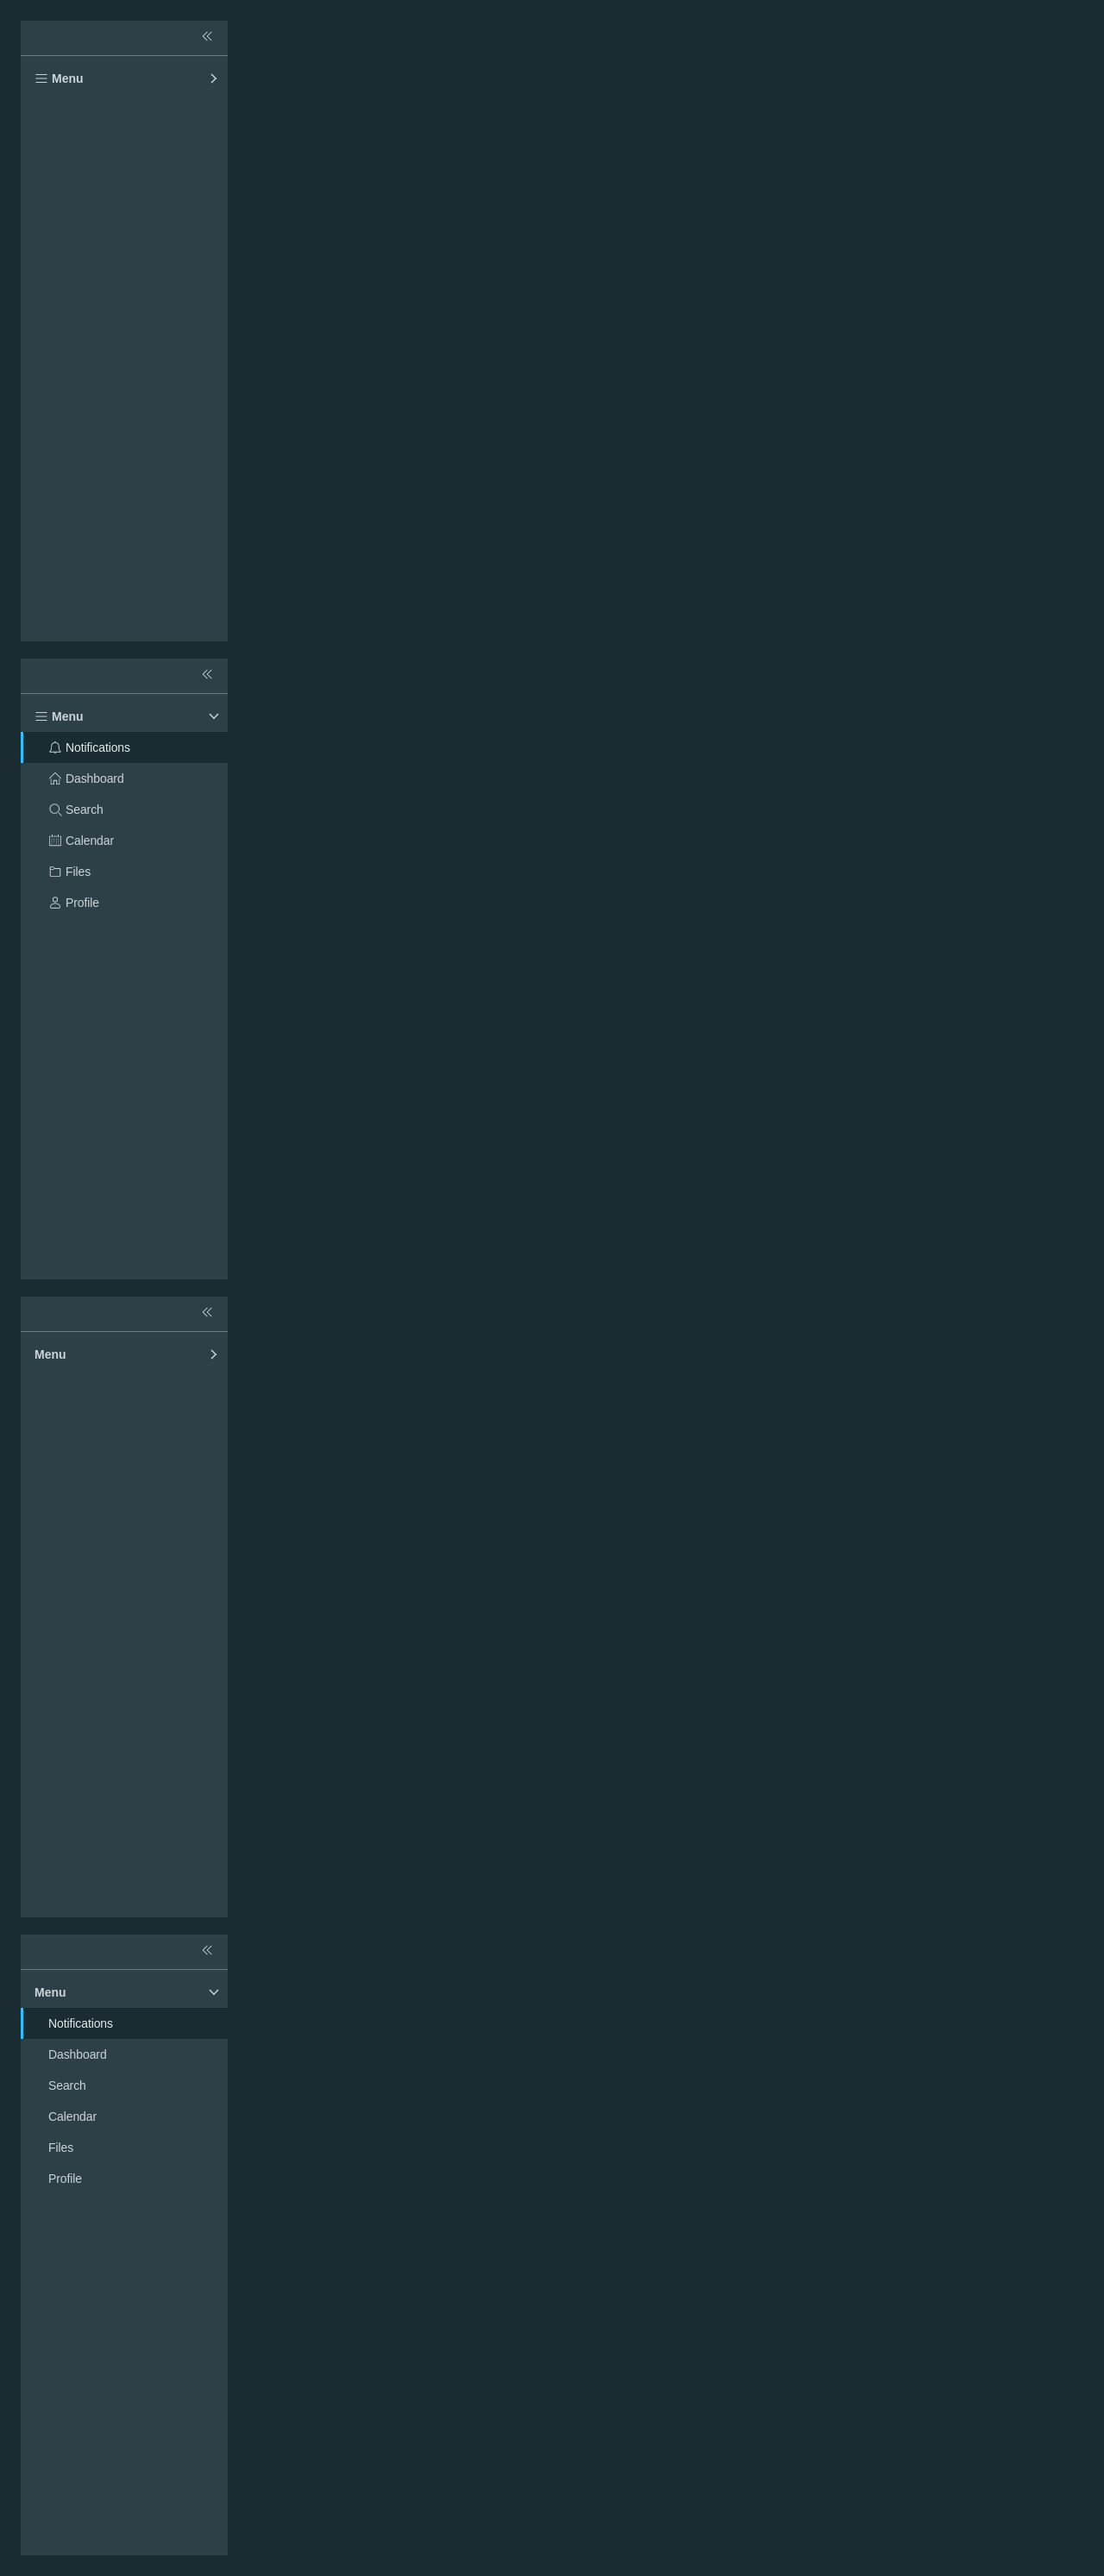 Menu
Menu
Notifications
Dashboard
Search
Calendar
Files
Profile
Menu
Menu
Notifications
Dashboard
Search
Calendar
Files
Profile